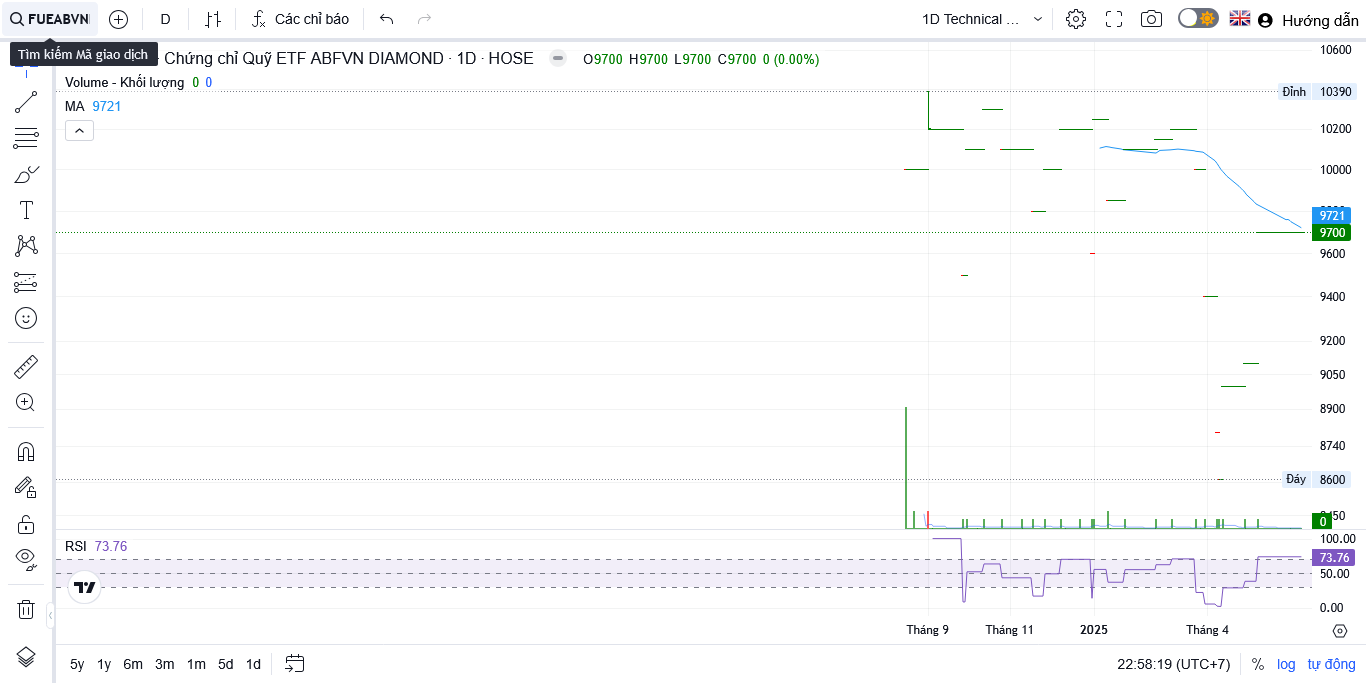 FUEABVN
D
Các chỉ báo
1D Technical ...
Hướng dẫn
Tìm kiếm Mã giao dịch
· Chứng chỉ Quỹ ETF ABFVN DIAMOND · 1D · HOSE
O9700 H9700 L9700 C9700 0 (0.00%)
Volume - Khối lượng 0 0
MA 9721
10600
Đỉnh 10390
10200
10000
9721
9700
9600
9400
9200
9050
8900
8740
Đáy 8600
0
RSI 73.76
100.00
73.76
50.00
0.00
Tháng 9
Tháng 11
2025
Tháng 4
5y 1y 6m 3m 1m 5d 1d
22:58:19 (UTC+7)
% log tự động